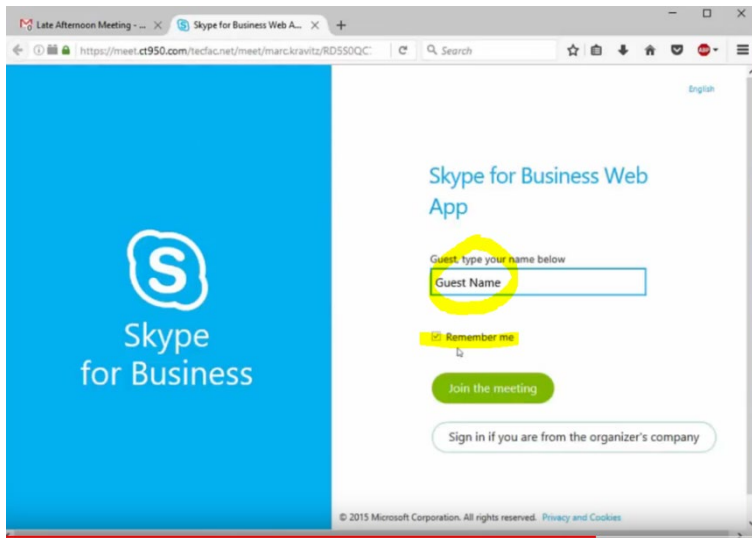 Late Afternoon Meeting - ...
Skype for Business Web A...
https://meet.ct950.com/tecfac.net/meet/marc.kravitz/RD5S0QC
Search
ABP
English
Skype for Business Web
App
Guest, type your name below
Guest Name
Remember me
Join the meeting
Sign in if you are from the organizer's company
S
Skype
for Business
© 2015 Microsoft Corporation. All rights reserved. Privacy and Cookies